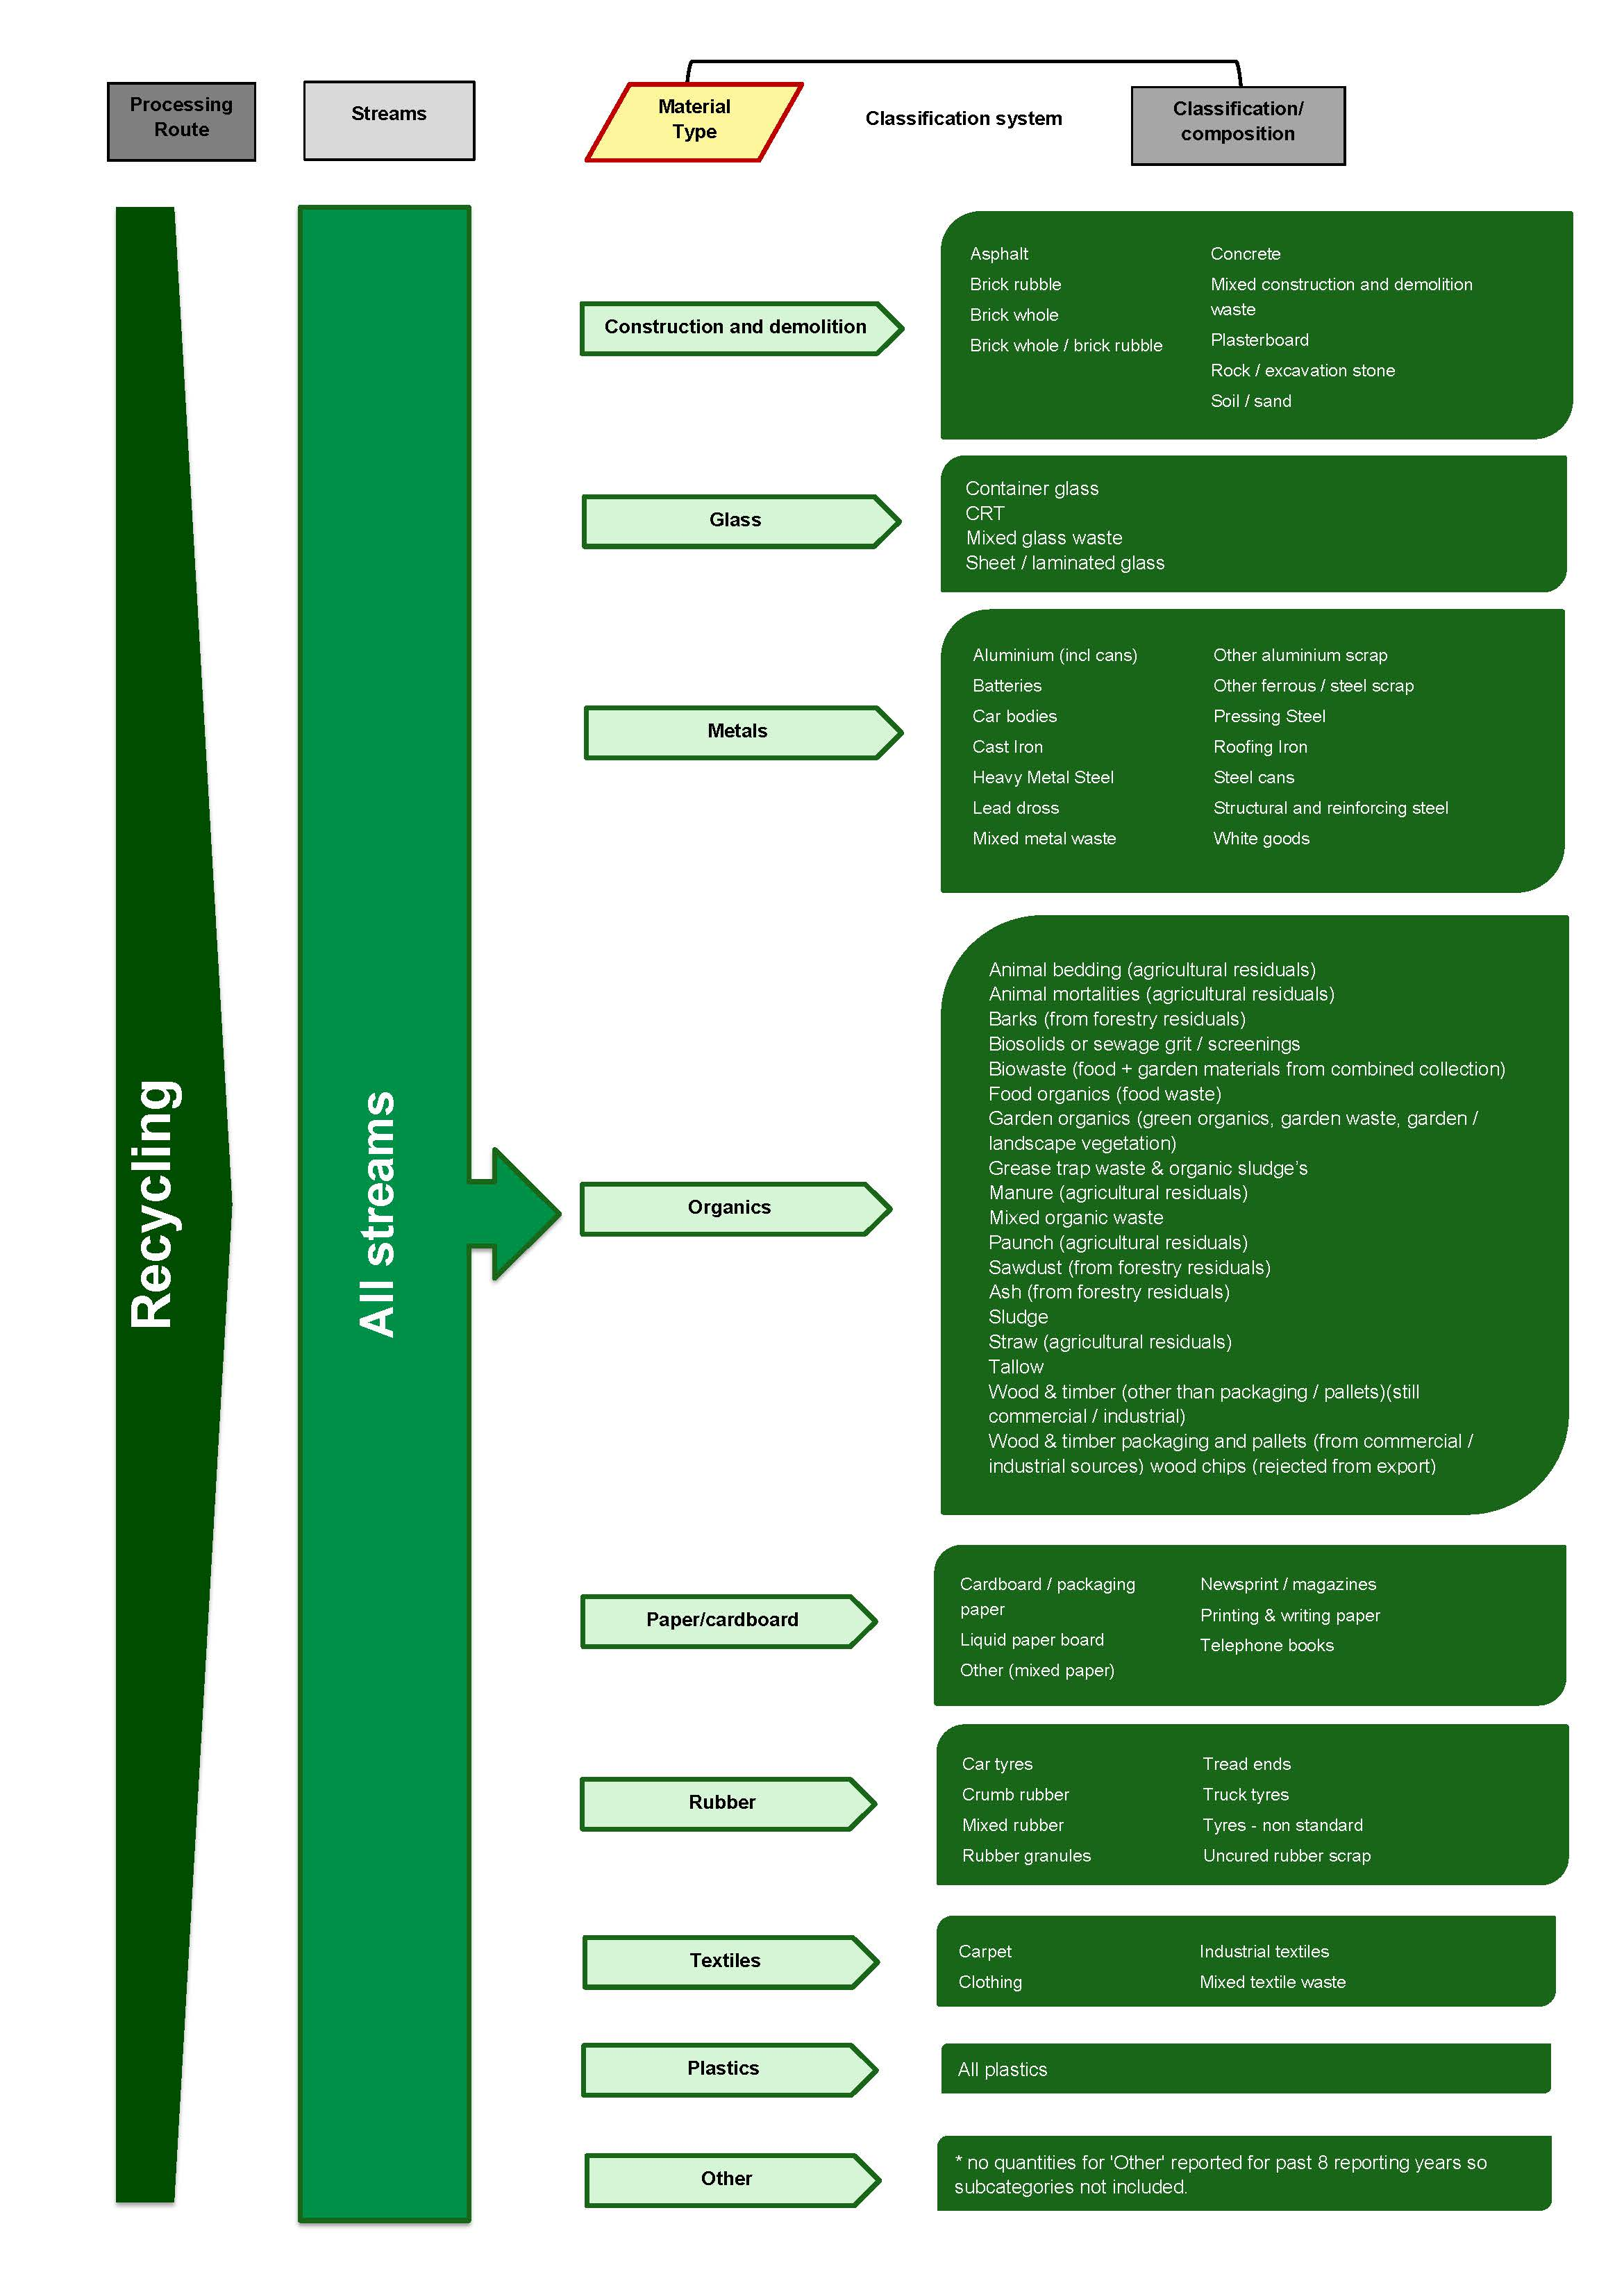 Processing
Route
Streams
Material
Type
Classification system
Classification/
composition
Recycling
All streams
Construction and demolition
Asphalt
Brick rubble
Brick whole
Brick whole / brick rubble
Concrete
Mixed construction and demolition
waste
Plasterboard
Rock / excavation stone
Soil / sand
Glass
Container glass
CRT
Mixed glass waste
Sheet / laminated glass
Metals
Aluminium (incl cans)
Batteries
Car bodies
Cast Iron
Heavy Metal Steel
Lead dross
Mixed metal waste
Other aluminium scrap
Other ferrous / steel scrap
Pressing Steel
Roofing Iron
Steel cans
Structural and reinforcing steel
White goods
Organics
Animal bedding (agricultural residuals)
Animal mortalities (agricultural residuals)
Barks (from forestry residuals)
Biosolids or sewage grit / screenings
Biowaste (food + garden materials from combined collection)
Food organics (food waste)
Garden organics (green organics, garden waste, garden /
landscape vegetation)
Grease trap waste & organic sludge's
Manure (agricultural residuals)
Mixed organic waste
Paunch (agricultural residuals)
Sawdust (from forestry residuals)
Ash (from forestry residuals)
Sludge
Straw (agricultural residuals)
Tallow
Wood & timber (other than packaging / pallets)(still
commercial / industrial)
Wood & timber packaging and pallets (from commercial /
industrial sources) wood chips (rejected from export)
Paper/cardboard
Cardboard / packaging
paper
Liquid paper board
Other (mixed paper)
Newsprint / magazines
Printing & writing paper
Telephone books
Rubber
Car tyres
Crumb rubber
Mixed rubber
Rubber granules
Tread ends
Truck tyres
Tyres - non standard
Uncured rubber scrap
Textiles
Carpet
Clothing
Industrial textiles
Mixed textile waste
Plastics
All plastics
Other
* no quantities for 'Other' reported for past 8 reporting years so
subcategories not included.